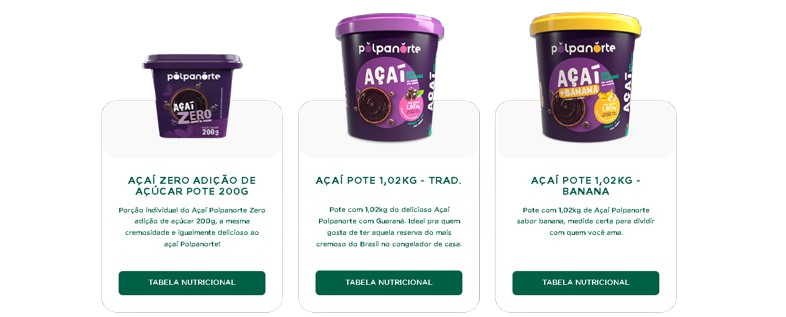 polpanorte
AÇAÍ
ZERO
200g
AÇAÍ ZERO ADIÇÃO DE
AÇÚCAR POTE 200G
Porção individual do Açaí Polpanorte Zero
adição de açúcar 200g, a mesma
cremosidade e igualmente delicioso ao
açaí Polpanorte!
TABELA NUTRICIONAL
polpanorte
AÇAÍ
AÇAÍ POTE 1,02KG - TRAD.
Pote com 1,02kg do delicioso Açaí
Polpanorte com Guaraná. Ideal pra quem
gosta de ter aquela reserva do mais
cremoso do Brasil no congelador de casa.
TABELA NUTRICIONAL
polpanorte
AÇAÍ
+BANANA
AÇAÍ POTE 1,02KG -
BANANA
Pote com 1,02kg de Açaí Polpanorte
sabor banana, medida certa para dividir
com quem você ama.
TABELA NUTRICIONAL